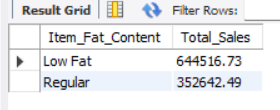 Result Grid Filter Rows:
Item_Fat_Content Total_Sales
Low Fat 644516.73
Regular 352642.49